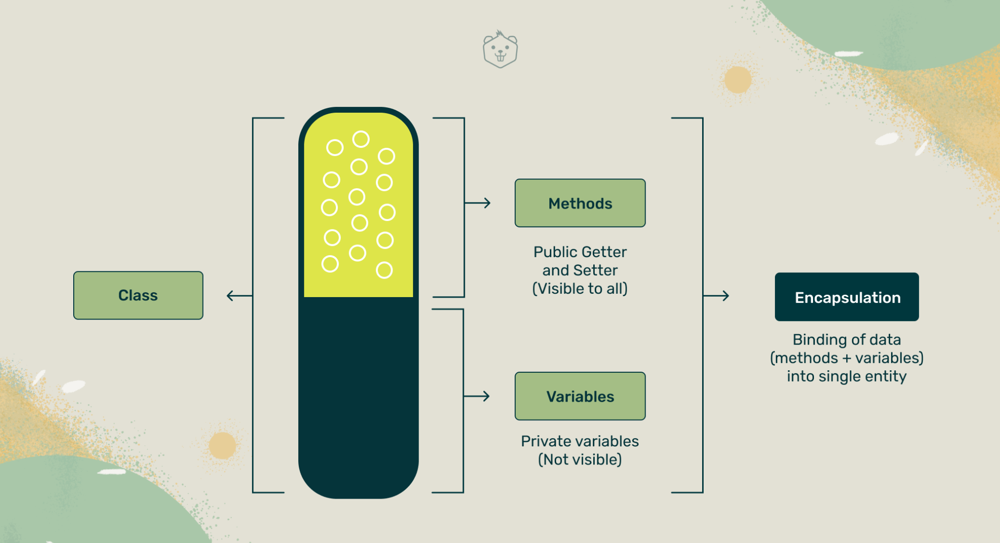 Class
Methods
Public Getter
and Setter
(Visible to all)
Variables
Private variables
(Not visible)
Encapsulation
Binding of data
(methods + variables)
into single entity